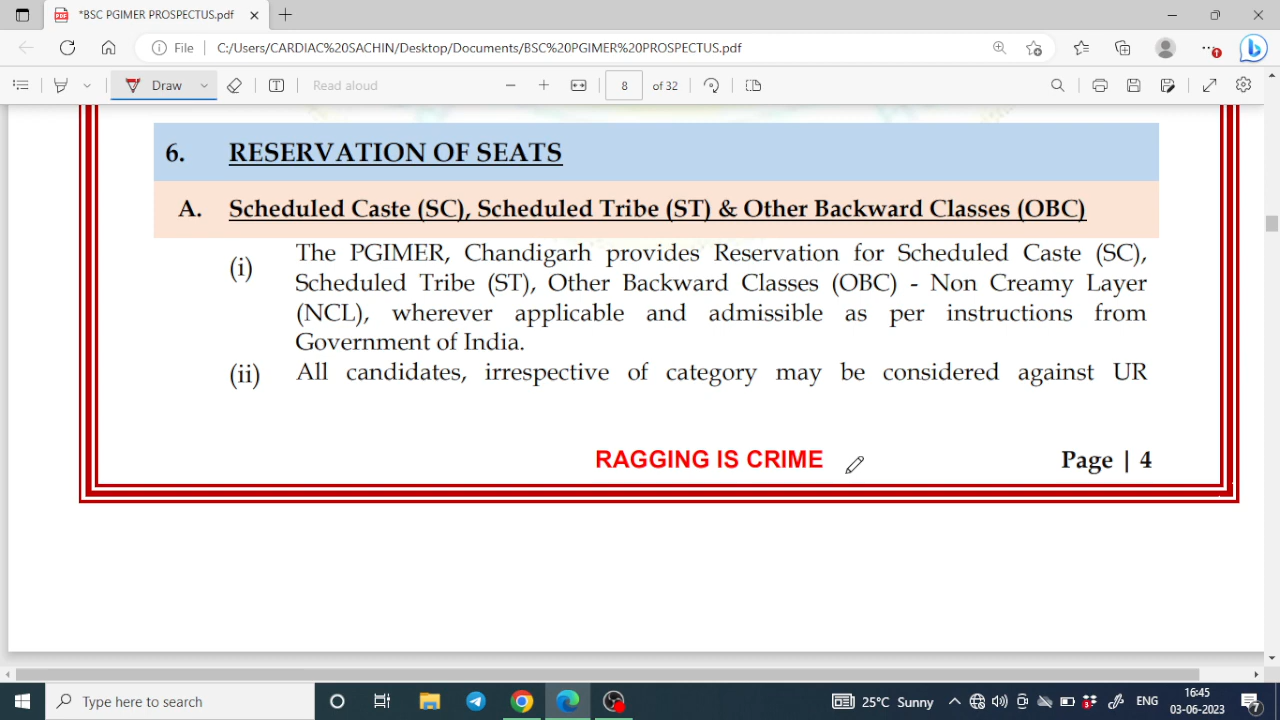 *BSC PGIMER PROSPECTUS.pdf
File C:/Users/CARDIAC%20SACHIN/Desktop/Documents/BSC%20PGIMER%20PROSPECTUS.pdf
Draw Read aloud 8 of 32
6. RESERVATION OF SEATS
A. Scheduled Caste (SC), Scheduled Tribe (ST) & Other Backward Classes (OBC)
(i) The PGIMER, Chandigarh provides Reservation for Scheduled Caste (SC),
Scheduled Tribe (ST), Other Backward Classes (OBC) - Non Creamy Layer
(NCL), wherever applicable and admissible as per instructions from
Government of India.
(ii) All candidates, irrespective of category may be considered against UR
RAGGING IS CRIME Page | 4
Type here to search 25°C Sunny ENG 16:45
03-06-2023